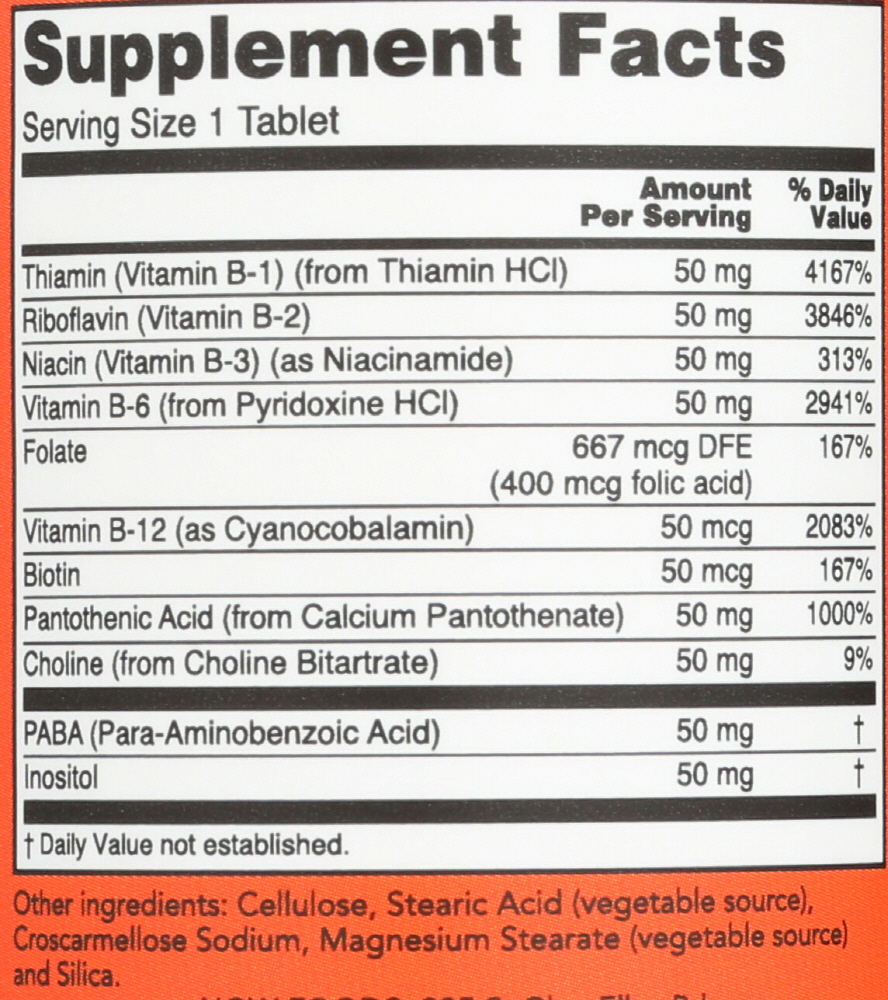 Supplement Facts
Serving Size 1 Tablet
Amount Per Serving % Daily Value
Thiamin (Vitamin B-1) (from Thiamin HCl) 50 mg 4167%
Riboflavin (Vitamin B-2) 50 mg 3846%
Niacin (Vitamin B-3) (as Niacinamide) 50 mg 313%
Vitamin B-6 (from Pyridoxine HCl) 50 mg 2941%
Folate 667 mcg DFE 167%
(400 mcg folic acid)
Vitamin B-12 (as Cyanocobalamin) 50 mcg 2083%
Biotin 50 mcg 167%
Pantothenic Acid (from Calcium Pantothenate) 50 mg 1000%
Choline (from Choline Bitartrate) 50 mg 9%
PABA (Para-Aminobenzoic Acid) 50 mg †
Inositol 50 mg †
† Daily Value not established.
Other ingredients: Cellulose, Stearic Acid (vegetable source),
Croscarmellose Sodium, Magnesium Stearate (vegetable source)
and Silica.